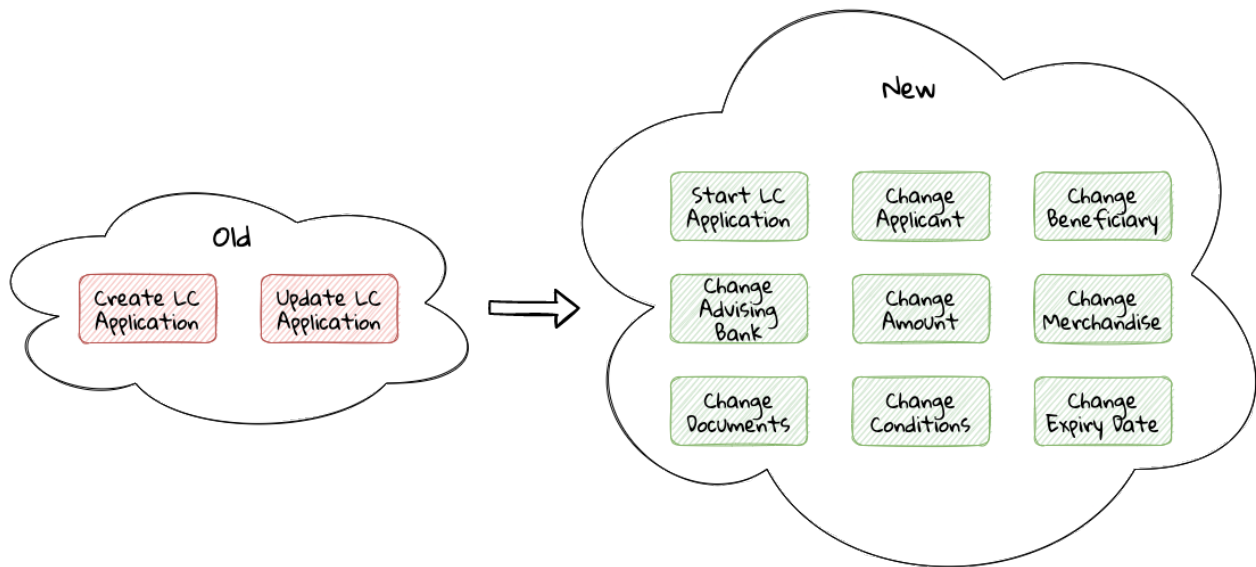 Old
Create LC
Application
Update LC
Application
New
Start LC
Application
Change
Applicant
Change
Beneficiary
Change
Advising
Bank
Change
Amount
Change
Merchandise
Change
Documents
Change
Conditions
Change
Expiry Date